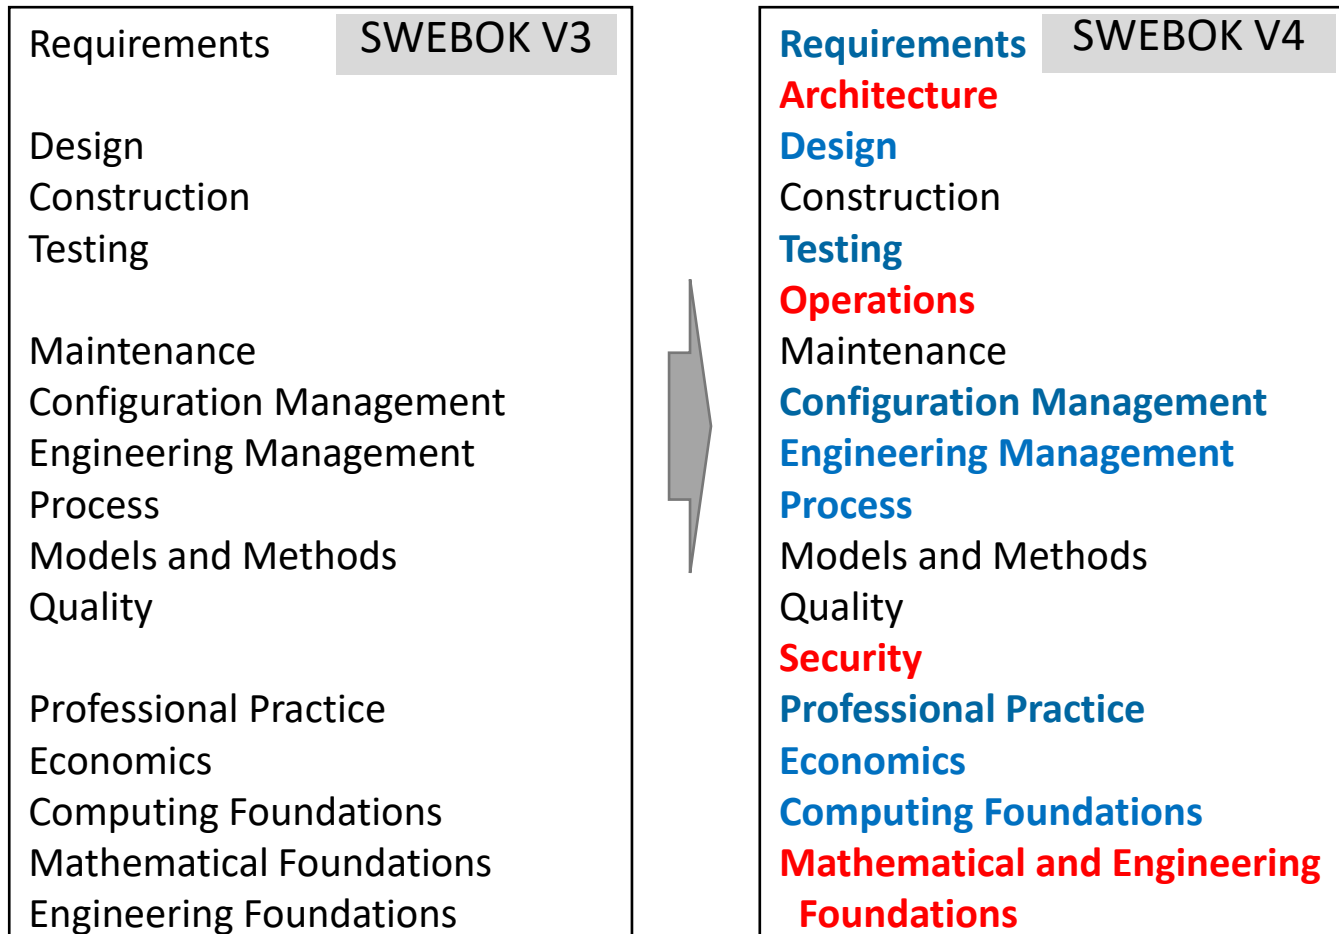 SWEBOK V3
Requirements
Design
Construction
Testing
Maintenance
Configuration Management
Engineering Management
Process
Models and Methods
Quality
Professional Practice
Economics
Computing Foundations
Mathematical Foundations
Engineering Foundations
SWEBOK V4
Requirements
Architecture
Design
Construction
Testing
Operations
Maintenance
Configuration Management
Engineering Management
Process
Models and Methods
Quality
Security
Professional Practice
Economics
Computing Foundations
Mathematical and Engineering
Foundations